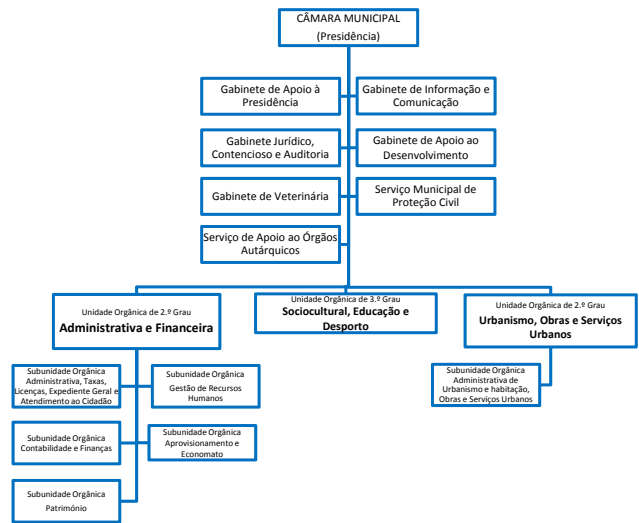 CÂMARA MUNICIPAL
(Presidência)
Gabinete de Apoio à
Presidência
Gabinete de Informação e
Comunicação
Gabinete Jurídico,
Contencioso e Auditoria
Gabinete de Apoio ao
Desenvolvimento
Gabinete de Veterinária
Serviço Municipal de
Proteção Civil
Serviço de Apoio ao Órgãos
Autárquicos
Unidade Orgânica de 2.º Grau
Administrativa e Financeira
Unidade Orgânica de 3.º Grau
Sociocultural, Educação e
Desporto
Unidade Orgânica de 2.º Grau
Urbanismo, Obras e Serviços
Urbanos
Subunidade Orgânica
Administrativa, Taxas,
Licenças, Expediente Geral e
Atendimento ao Cidadão
Subunidade Orgânica
Gestão de Recursos
Humanos
Subunidade Orgânica
Administrativa de
Urbanismo e habitação,
Obras e Serviços Urbanos
Subunidade Orgânica
Contabilidade e Finanças
Subunidade Orgânica
Aprovisionamento e
Economato
Subunidade Orgânica
Património